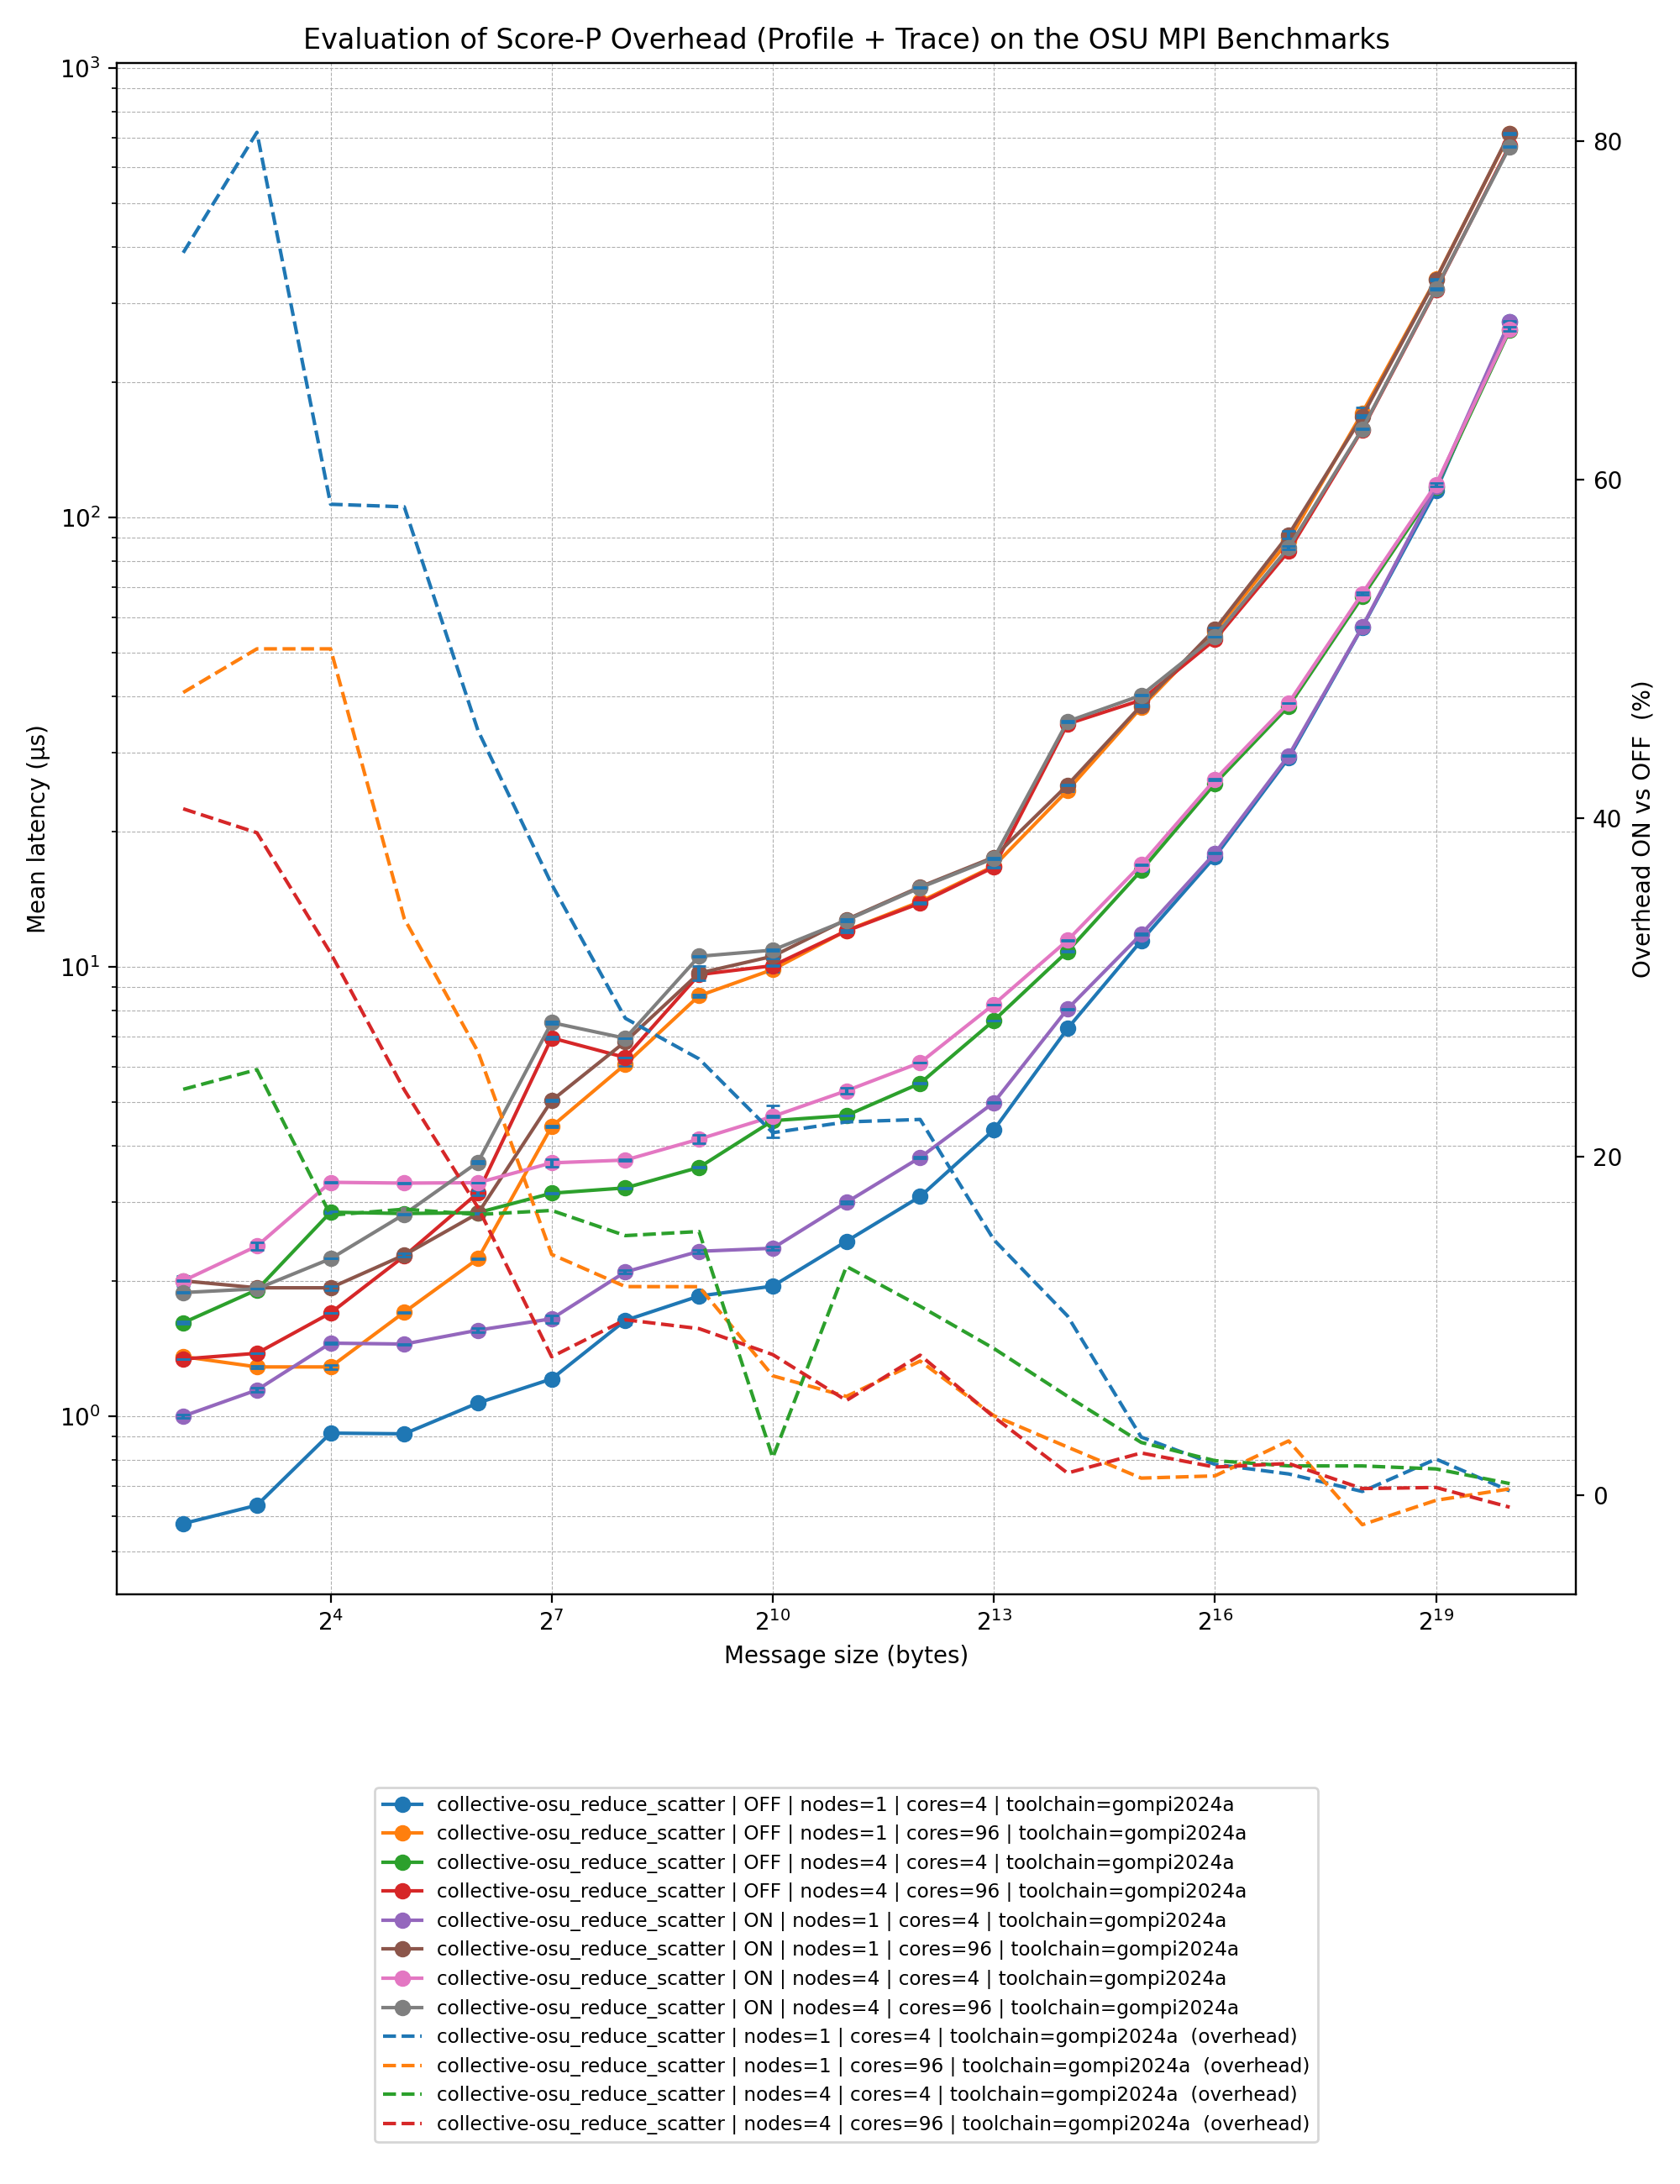 Evaluation of Score-P Overhead (Profile + Trace) on the OSU MPI Benchmarks
10³
10²
10¹
10⁰
Mean latency (µs)
80
60
40
20
0
Overhead ON vs OFF (%)
2⁴ 2⁷ 2¹⁰ 2¹³ 2¹⁶ 2¹⁹
Message size (bytes)
collective-osu_reduce_scatter | OFF | nodes=1 | cores=4 | toolchain=gompi2024a
collective-osu_reduce_scatter | OFF | nodes=1 | cores=96 | toolchain=gompi2024a
collective-osu_reduce_scatter | OFF | nodes=4 | cores=4 | toolchain=gompi2024a
collective-osu_reduce_scatter | OFF | nodes=4 | cores=96 | toolchain=gompi2024a
collective-osu_reduce_scatter | ON | nodes=1 | cores=4 | toolchain=gompi2024a
collective-osu_reduce_scatter | ON | nodes=1 | cores=96 | toolchain=gompi2024a
collective-osu_reduce_scatter | ON | nodes=4 | cores=4 | toolchain=gompi2024a
collective-osu_reduce_scatter | ON | nodes=4 | cores=96 | toolchain=gompi2024a
collective-osu_reduce_scatter | nodes=1 | cores=4 | toolchain=gompi2024a (overhead)
collective-osu_reduce_scatter | nodes=1 | cores=96 | toolchain=gompi2024a (overhead)
collective-osu_reduce_scatter | nodes=4 | cores=4 | toolchain=gompi2024a (overhead)
collective-osu_reduce_scatter | nodes=4 | cores=96 | toolchain=gompi2024a (overhead)